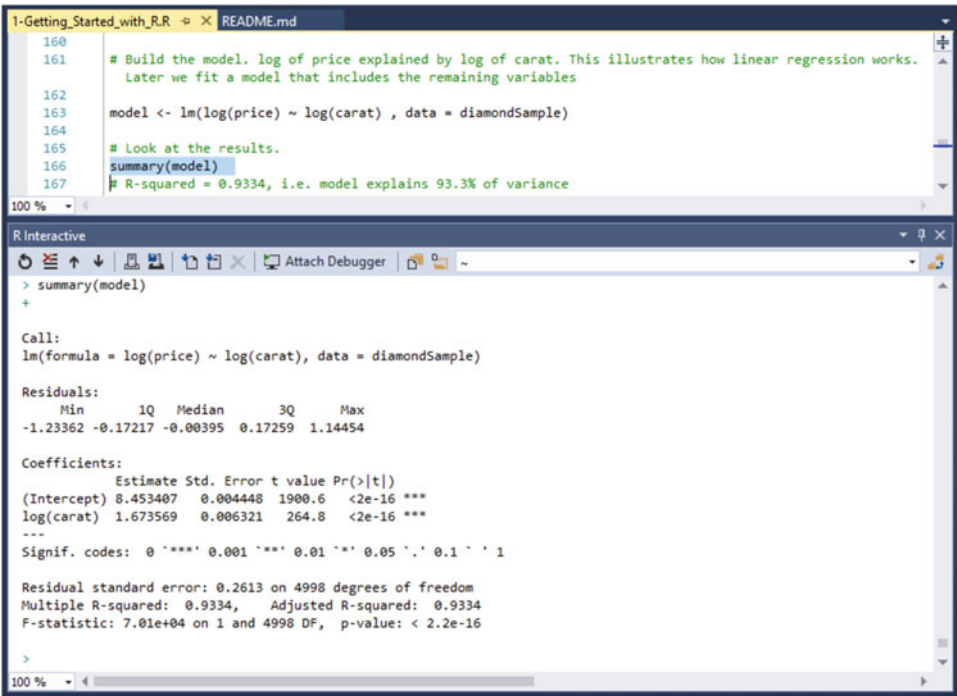 1-Getting_Started_with_R.R README.md
160
161 # Build the model. log of price explained by log of carat. This illustrates how linear regression works.
Later we fit a model that includes the remaining variables
162
163 model <- lm(log(price) ~ log(carat) , data = diamondSample)
164
165 # Look at the results.
166 summary(model)
167 # R-squared = 0.9334, i.e. model explains 93.3% of variance
100 %
R Interactive
Attach Debugger ~
> summary(model)
+
Call:
lm(formula = log(price) ~ log(carat), data = diamondSample)
Residuals:
Min 1Q Median 3Q Max
-1.23362 -0.17217 -0.00395 0.17259 1.14454
Coefficients:
Estimate Std. Error t value Pr(>|t|)
(Intercept) 8.453407 0.004448 1900.6 <2e-16 ***
log(carat) 1.673569 0.006321 264.8 <2e-16 ***
---
Signif. codes: 0 `***' 0.001 `**' 0.01 `*' 0.05 `.' 0.1 ` ' 1
Residual standard error: 0.2613 on 4998 degrees of freedom
Multiple R-squared: 0.9334, Adjusted R-squared: 0.9334
F-statistic: 7.01e+04 on 1 and 4998 DF, p-value: < 2.2e-16
>
100 %